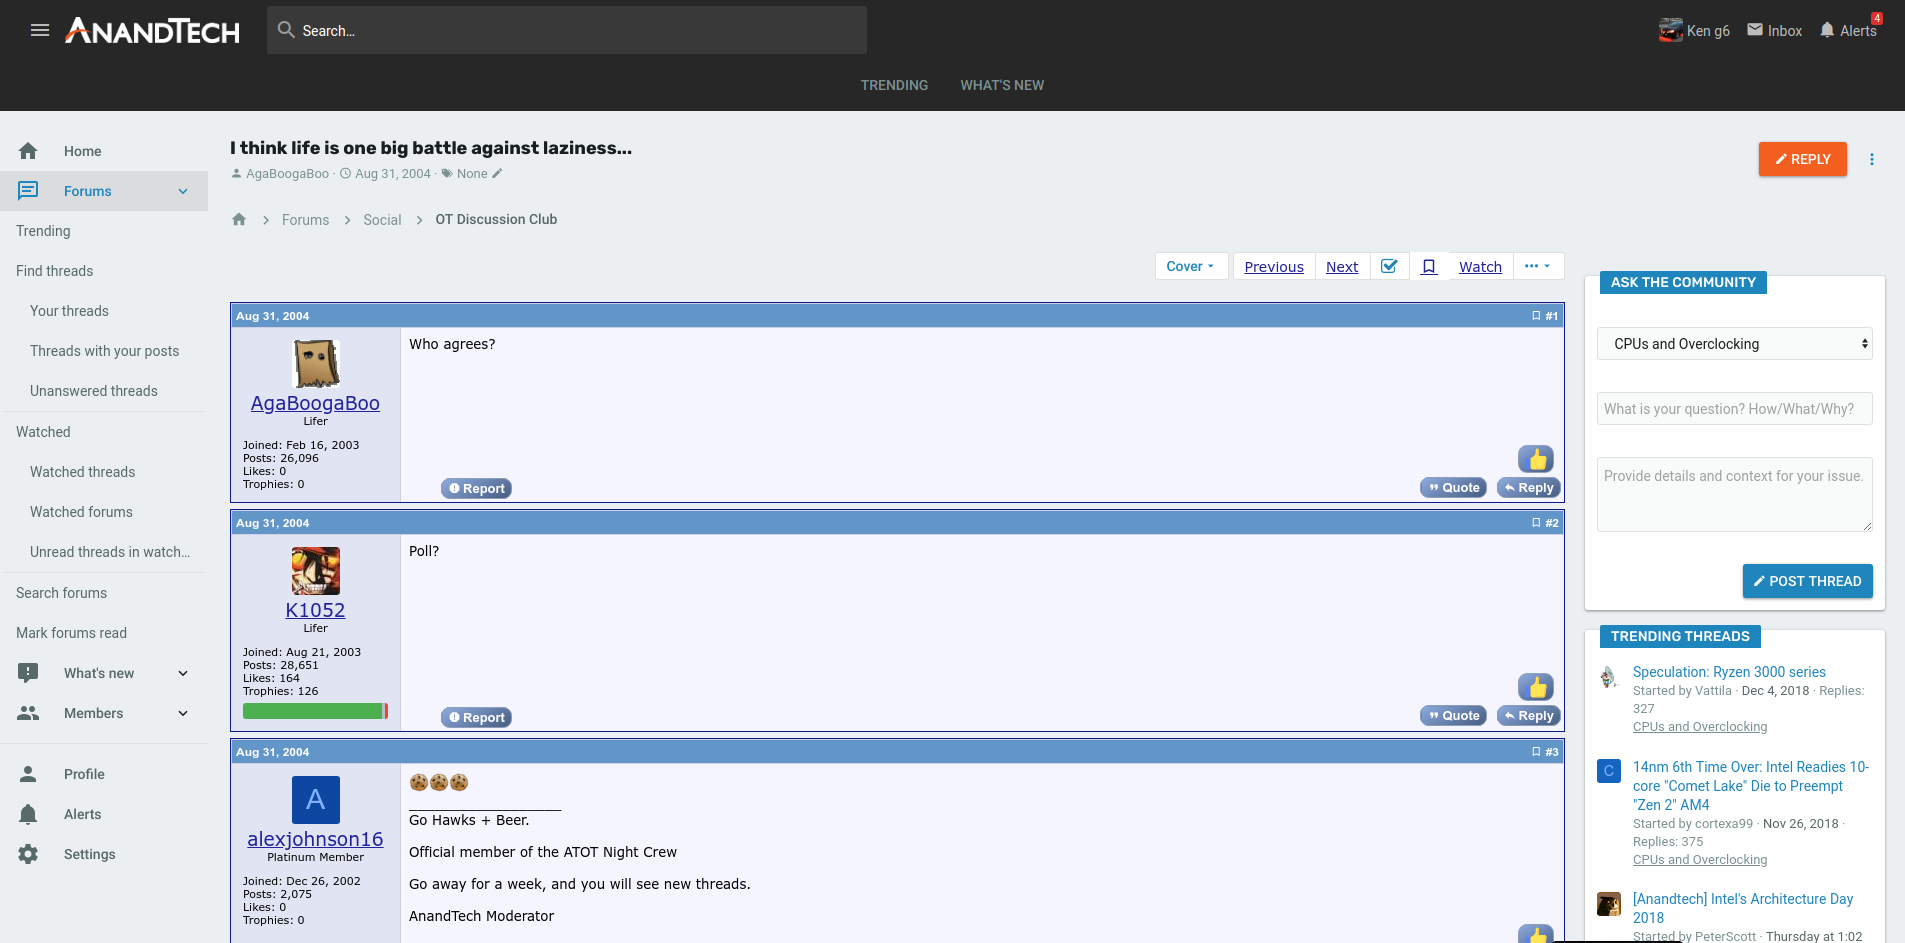 ANANDTECH
Search…
Ken g6
Inbox
Alerts
4
TRENDING
WHAT'S NEW
Home
Forums
Trending
Find threads
Your threads
Threads with your posts
Unanswered threads
Watched
Watched threads
Watched forums
Unread threads in watch…
Search forums
Mark forums read
What's new
Members
Profile
Alerts
Settings
I think life is one big battle against laziness...
AgaBoogaBoo · Aug 31, 2004 · None
REPLY
Forums > Social > OT Discussion Club
Cover
Previous
Next
Watch
Aug 31, 2004
#1
AgaBoogaBoo
Lifer
Joined: Feb 16, 2003
Posts: 26,096
Likes: 0
Trophies: 0
Who agrees?
Report
Quote
Reply
Aug 31, 2004
#2
K1052
Lifer
Joined: Aug 21, 2003
Posts: 28,651
Likes: 164
Trophies: 126
Poll?
Report
Quote
Reply
Aug 31, 2004
#3
A
alexjohnson16
Platinum Member
Joined: Dec 26, 2002
Posts: 2,075
Likes: 0
Trophies: 0
____________________
Go Hawks + Beer.
Official member of the ATOT Night Crew
Go away for a week, and you will see new threads.
AnandTech Moderator
ASK THE COMMUNITY
CPUs and Overclocking
What is your question? How/What/Why?
Provide details and context for your issue.
POST THREAD
TRENDING THREADS
Speculation: Ryzen 3000 series
Started by Vattila · Dec 4, 2018 · Replies:
327
CPUs and Overclocking
C
14nm 6th Time Over: Intel Readies 10-
core "Comet Lake" Die to Preempt
"Zen 2" AM4
Started by cortexa99 · Nov 26, 2018 ·
Replies: 375
CPUs and Overclocking
[Anandtech] Intel's Architecture Day
2018
Started by PeterScott · Thursday at 1:02